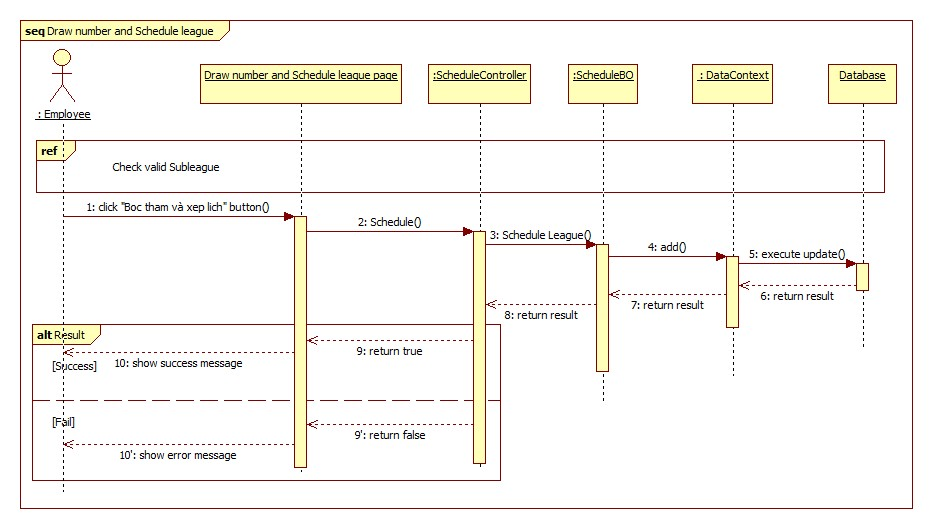 seq Draw number and Schedule league
: Employee
Draw number and Schedule league page
:ScheduleController
:ScheduleBO
: DataContext
Database
ref
Check valid Subleague
1: click "Boc tham và xep lich" button()
2: Schedule()
3: Schedule League()
4: add()
5: execute update()
6: return result
7: return result
8: return result
alt Result
9: return true
[Success]
10: show success message
[Fail]
9': return false
10': show error message